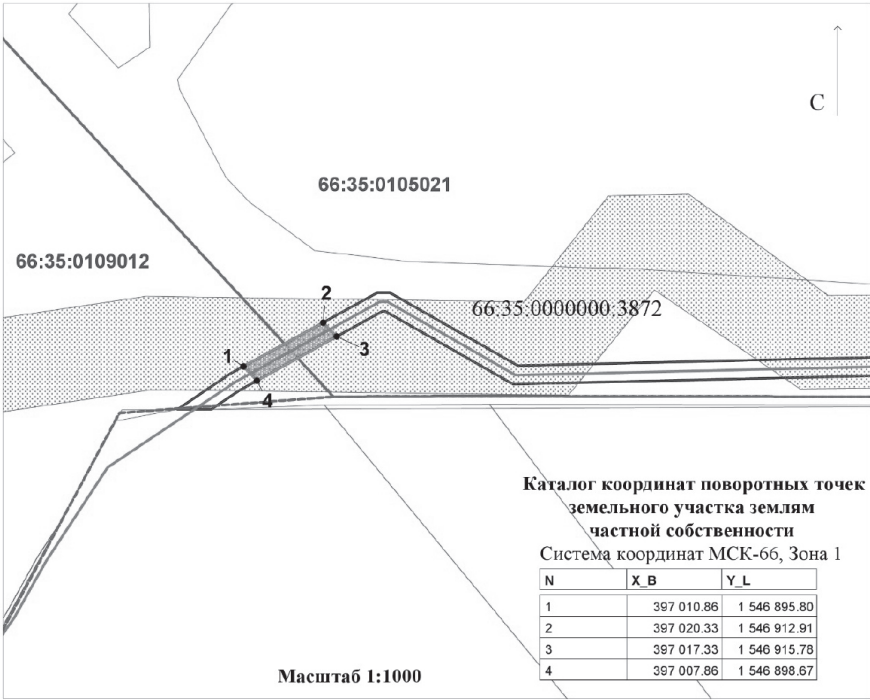 С
66:35:0105021
66:35:0109012
2
66:35:0000000:3872
1
3
4
Каталог координат поворотных точек
земельного участка землям
частной собственности
Система координат МСК-66, Зона 1
N X_B Y_L
1 397 010.86 1 546 895.80
2 397 020.33 1 546 912.91
3 397 017.33 1 546 915.78
4 397 007.86 1 546 898.67
Масштаб 1:1000